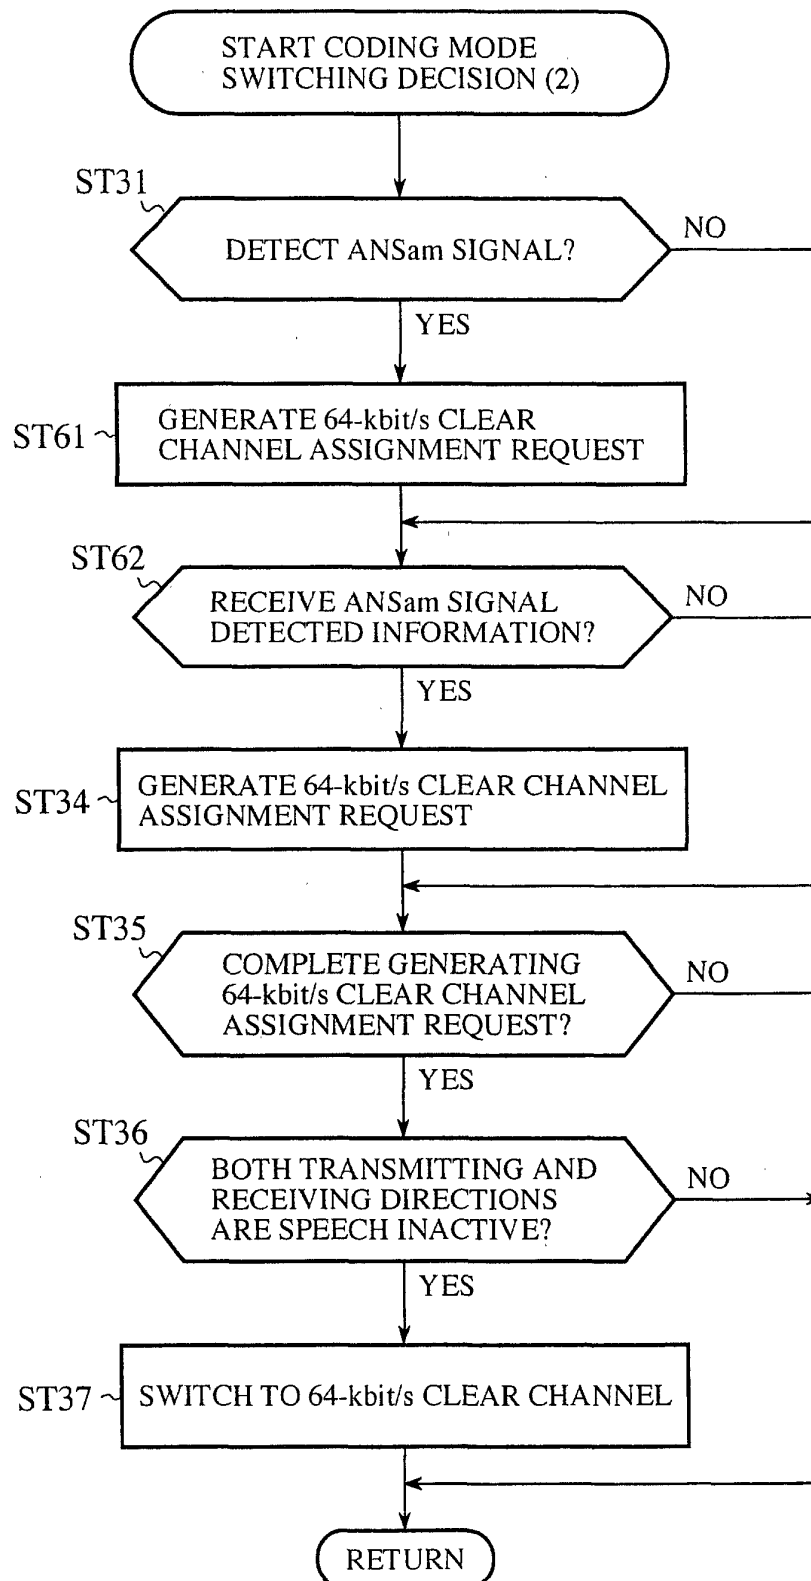 START CODING MODE
SWITCHING DECISION (2)
ST31
DETECT ANSam SIGNAL?
NO
YES
ST61
GENERATE 64-kbit/s CLEAR
CHANNEL ASSIGNMENT REQUEST
ST62
RECEIVE ANSam SIGNAL
DETECTED INFORMATION?
NO
YES
ST34
GENERATE 64-kbit/s CLEAR CHANNEL
ASSIGNMENT REQUEST
ST35
COMPLETE GENERATING
64-kbit/s CLEAR CHANNEL
ASSIGNMENT REQUEST?
NO
YES
ST36
BOTH TRANSMITTING AND
RECEIVING DIRECTIONS
ARE SPEECH INACTIVE?
NO
YES
ST37
SWITCH TO 64-kbit/s CLEAR CHANNEL
RETURN